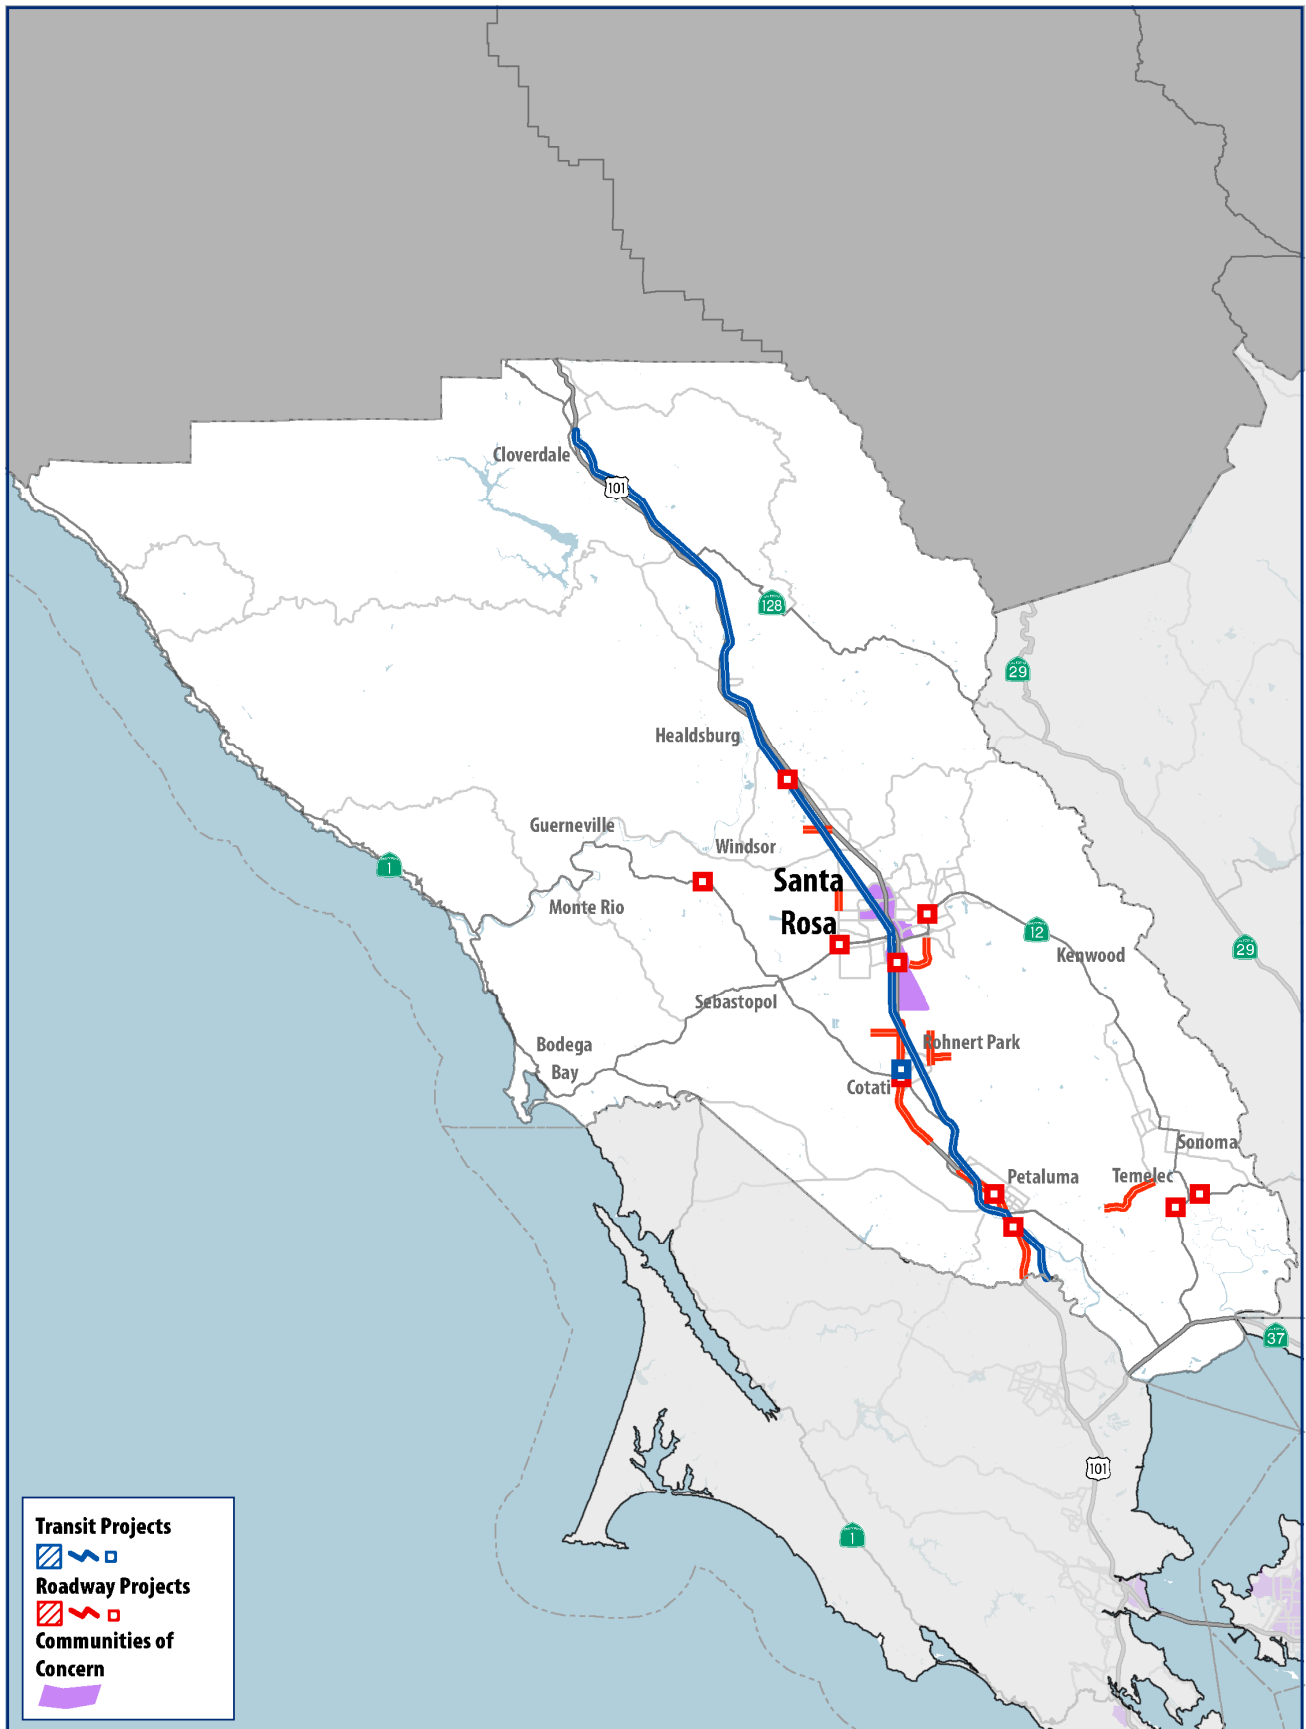 Cloverdale
101
128
29
Healdsburg
Guerneville
Windsor
1
Santa
Rosa
Monte Rio
12
29
Kenwood
Sebastopol
Bodega
Bay
Rohnert Park
Cotati
Sonoma
Petaluma
Temelec
37
101
1
Transit Projects
Roadway Projects
Communities of
Concern